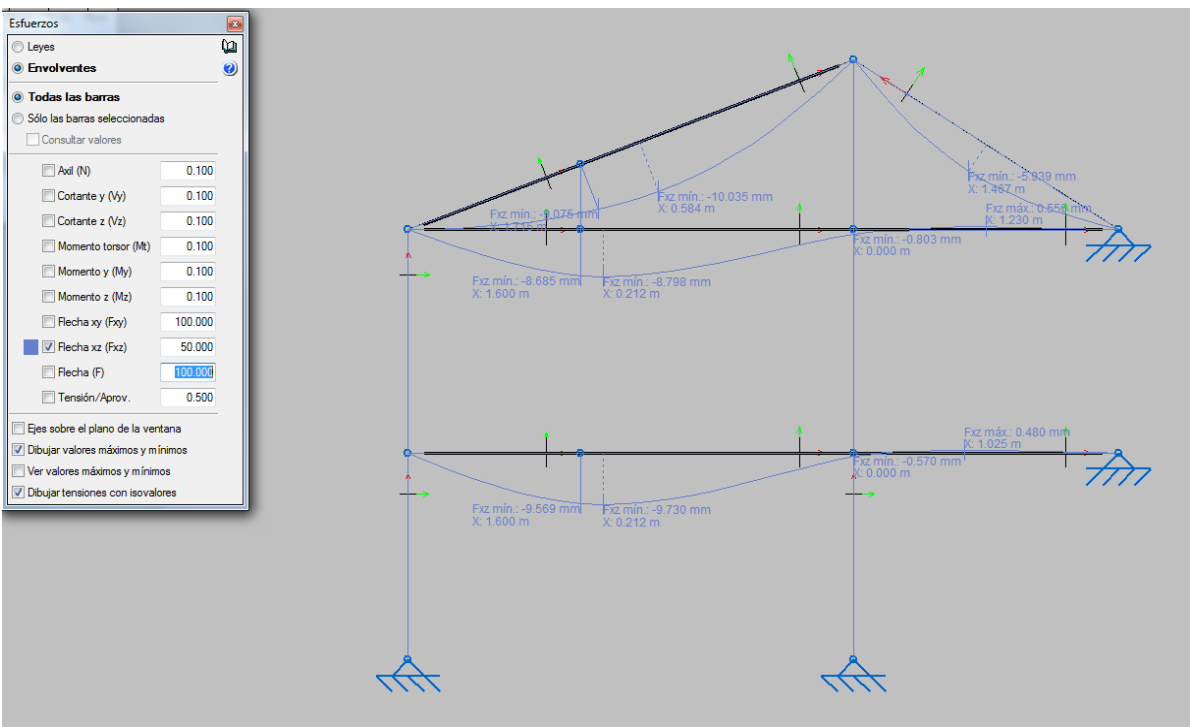 Esfuerzos
Leyes
Envolventes
Todas las barras
Sólo las barras seleccionadas
Consultar valores
Axil (N) 0.100
Cortante y (Vy) 0.100
Cortante z (Vz) 0.100
Momento torsor (Mt) 0.100
Momento y (My) 0.100
Momento z (Mz) 0.100
Flecha xy (Fxy) 100.000
Flecha xz (Fxz) 50.000
Flecha (F) 100.000
Tensión/Aprov. 0.500
Ejes sobre el plano de la ventana
Dibujar valores máximos y mínimos
Ver valores máximos y mínimos
Dibujar tensiones con isovalores
Fxz mín.: -5.939 mm
X: 1.467 m
Fxz mín.: -10.035 mm
X: 0.584 m
Fxz mín.: -9.075 mm
Fxz máx.: 0.556 mm
X: 1.230 m
Fxz mín.: -0.803 mm
X: 0.000 m
Fxz mín.: -8.685 mm
X: 1.600 m
Fxz mín.: -8.798 mm
X: 0.212 m
Fxz máx.: 0.480 mm
X: 1.025 m
Fxz mín.: -0.570 mm
X: 0.000 m
Fxz mín.: -9.569 mm
X: 1.600 m
Fxz mín.: -9.730 mm
X: 0.212 m